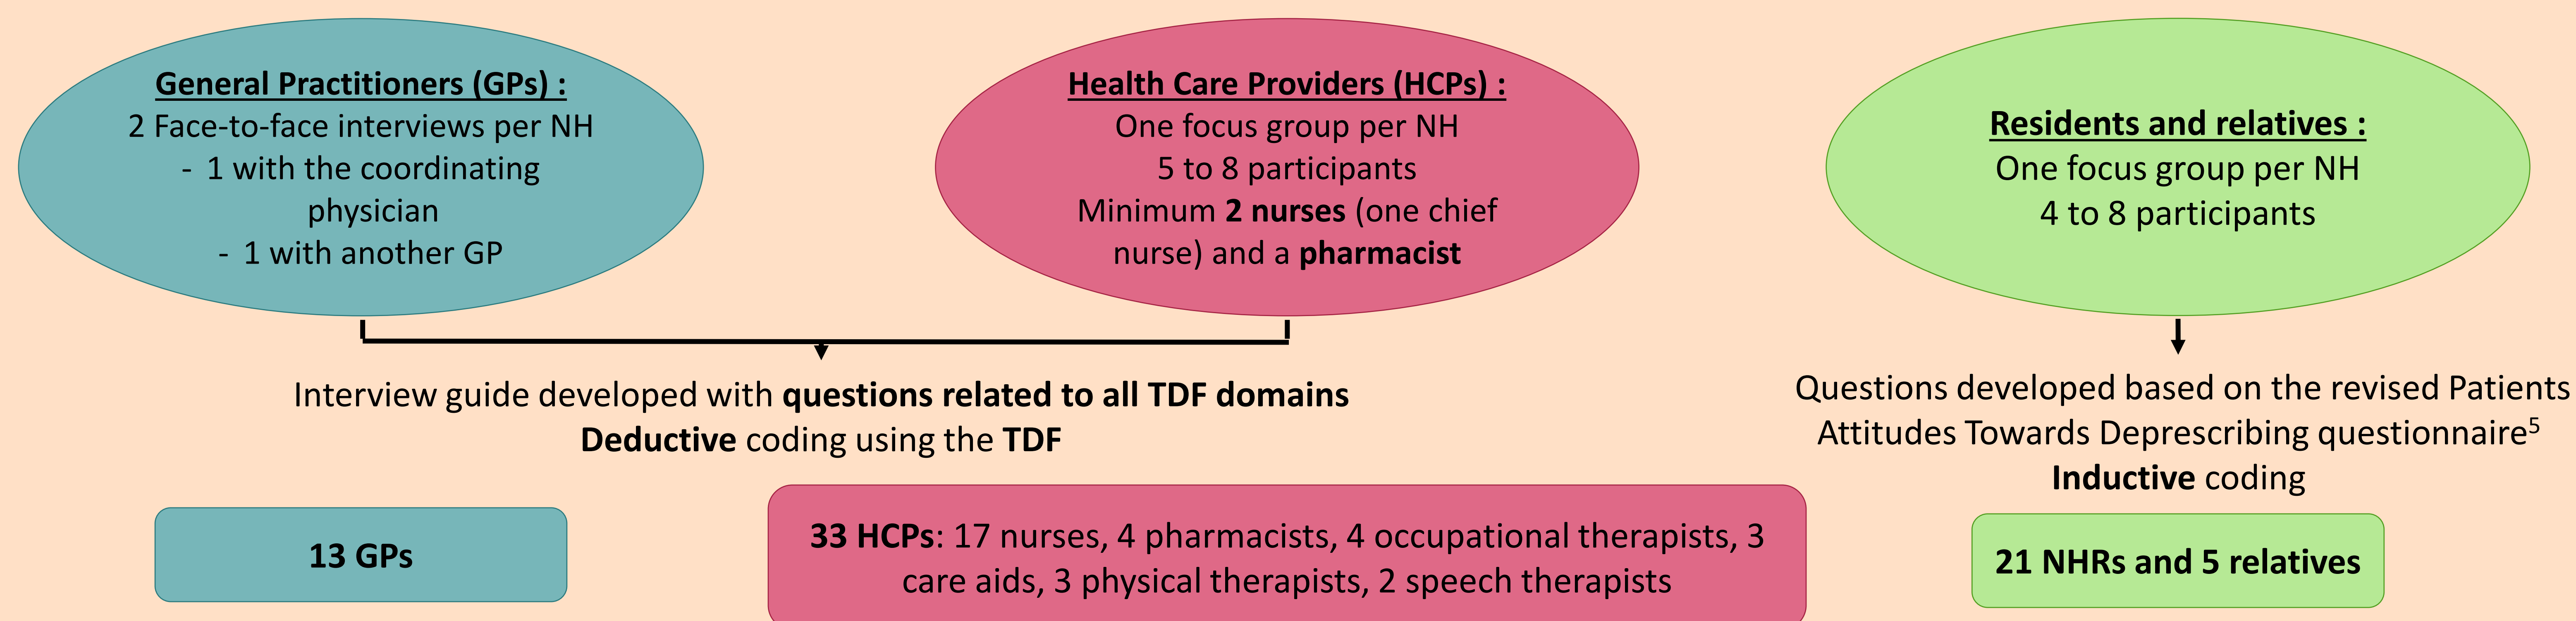 General Practitioners (GPs) :
2 Face-to-face interviews per NH
- 1 with the coordinating
physician
- 1 with another GP
Health Care Providers (HCPs) :
One focus group per NH
5 to 8 participants
Minimum 2 nurses (one chief
nurse) and a pharmacist
Residents and relatives :
One focus group per NH
4 to 8 participants
Interview guide developed with questions related to all TDF domains
Deductive coding using the TDF
Questions developed based on the revised Patients
Attitudes Towards Deprescribing questionnaire⁵
Inductive coding
13 GPs
33 HCPs: 17 nurses, 4 pharmacists, 4 occupational therapists, 3
care aids, 3 physical therapists, 2 speech therapists
21 NHRs and 5 relatives